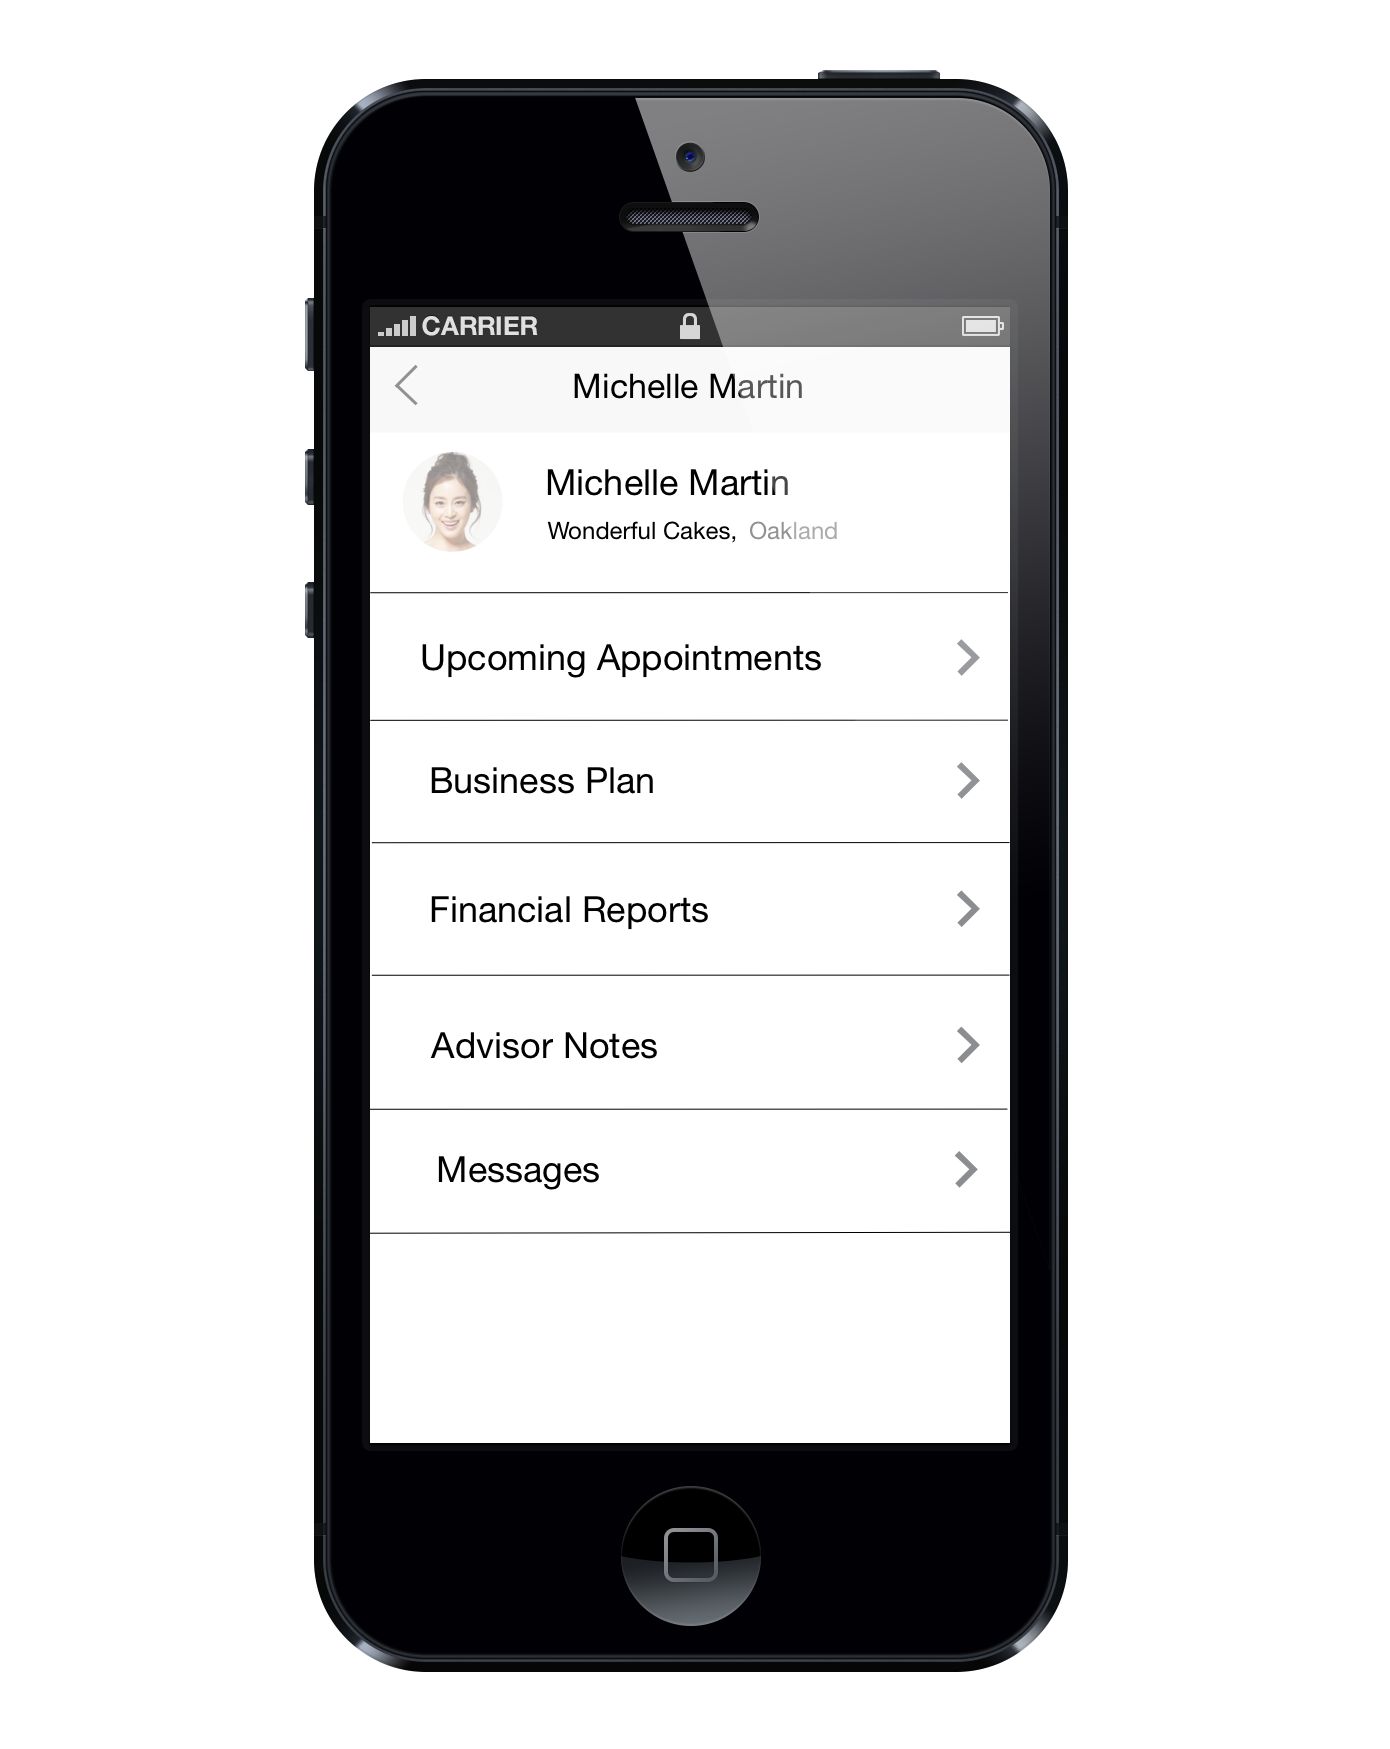 CARRIER
Michelle Martin
Michelle Martin
Wonderful Cakes, Oakland
Upcoming Appointments
Business Plan
Financial Reports
Advisor Notes
Messages